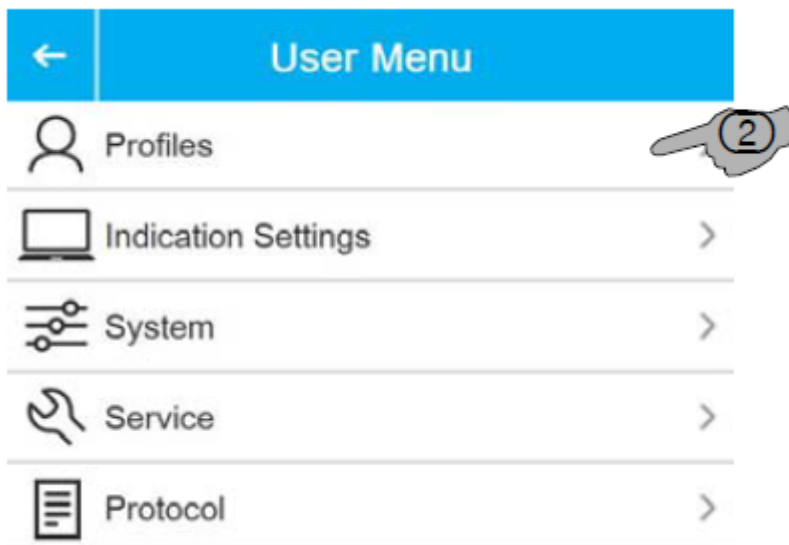 User Menu
Profiles
2
Indication Settings
System
Service
Protocol